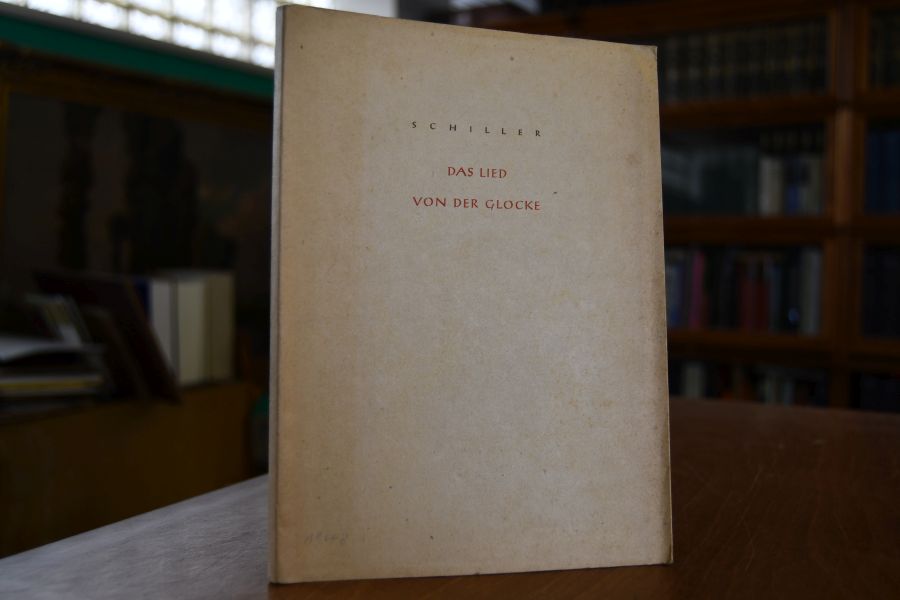 SCHILLER
DAS LIED
VON DER GLOCKE